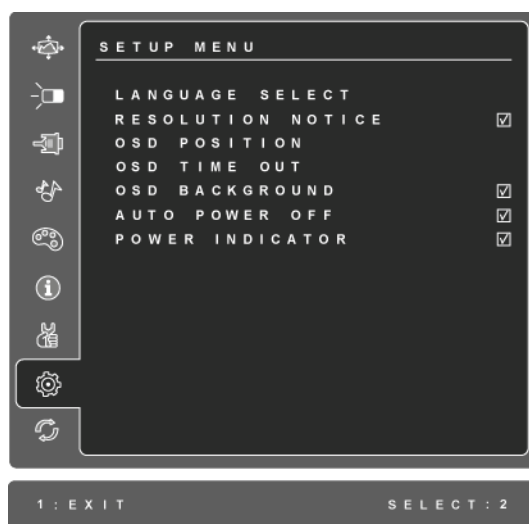 SETUP MENU
LANGUAGE SELECT
RESOLUTION NOTICE
OSD POSITION
OSD TIME OUT
OSD BACKGROUND
AUTO POWER OFF
POWER INDICATOR
1:EXIT SELECT:2